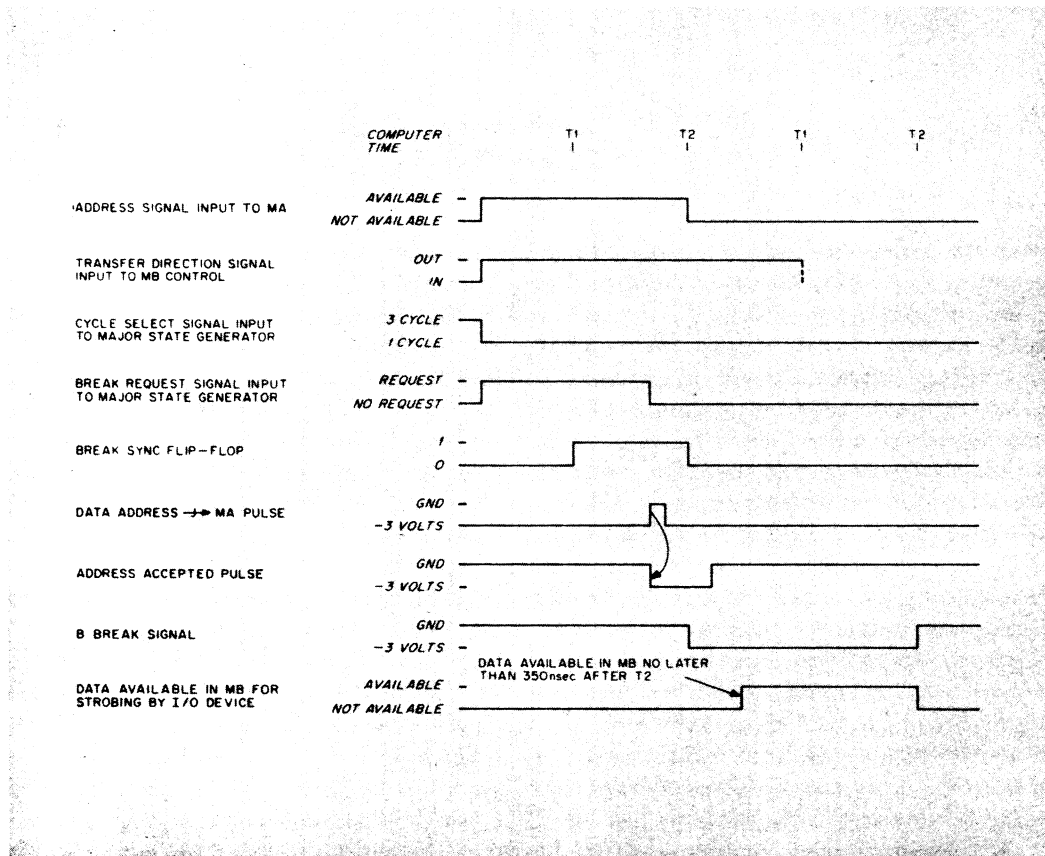 COMPUTER
TIME
T1 T2 T1 T2
ADDRESS SIGNAL INPUT TO MA
AVAILABLE
NOT AVAILABLE
TRANSFER DIRECTION SIGNAL
INPUT TO MB CONTROL
OUT
IN
CYCLE SELECT SIGNAL INPUT
TO MAJOR STATE GENERATOR
3 CYCLE
1 CYCLE
BREAK REQUEST SIGNAL INPUT
TO MAJOR STATE GENERATOR
REQUEST
NO REQUEST
BREAK SYNC FLIP-FLOP
1
0
DATA ADDRESS → MA PULSE
GND
-3 VOLTS
ADDRESS ACCEPTED PULSE
GND
-3 VOLTS
B BREAK SIGNAL
GND
-3 VOLTS
DATA AVAILABLE IN MB NO LATER
THAN 350nsec AFTER T2
DATA AVAILABLE IN MB FOR
STROBING BY I/O DEVICE
AVAILABLE
NOT AVAILABLE